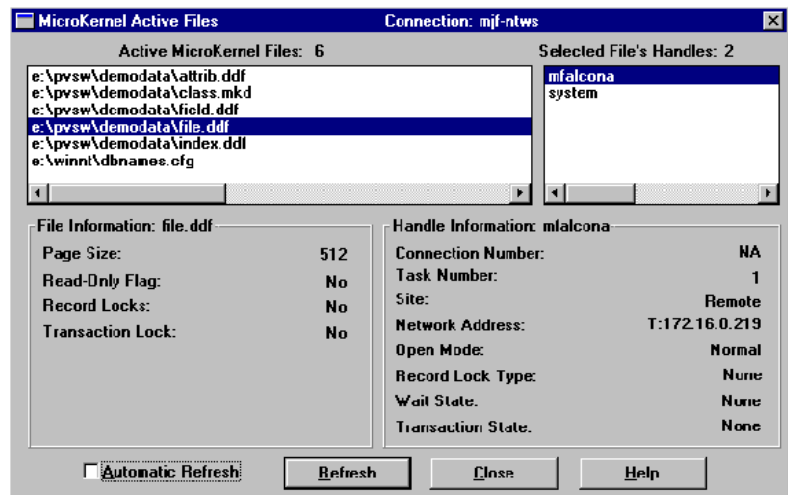 MicroKernel Active Files Connection: mjf-ntws
Active MicroKernel Files: 6
e:\pvsw\demodata\attrib.ddf
e:\pvsw\demodata\class.mkd
e:\pvsw\demodata\field.ddf
e:\pvsw\demodata\file.ddf
e:\pvsw\demodata\index.ddf
e:\winnt\dbnames.cfg
Selected File's Handles: 2
mfalcona
system
File Information: file.ddf
Page Size: 512
Read-Only Flag: No
Record Locks: No
Transaction Lock: No
Handle Information: mfalcona
Connection Number: NA
Task Number: 1
Site: Remote
Network Address: T:172.16.0.219
Open Mode: Normal
Record Lock Type: None
Wait State: None
Transaction State: None
Automatic Refresh
Refresh
Close
Help